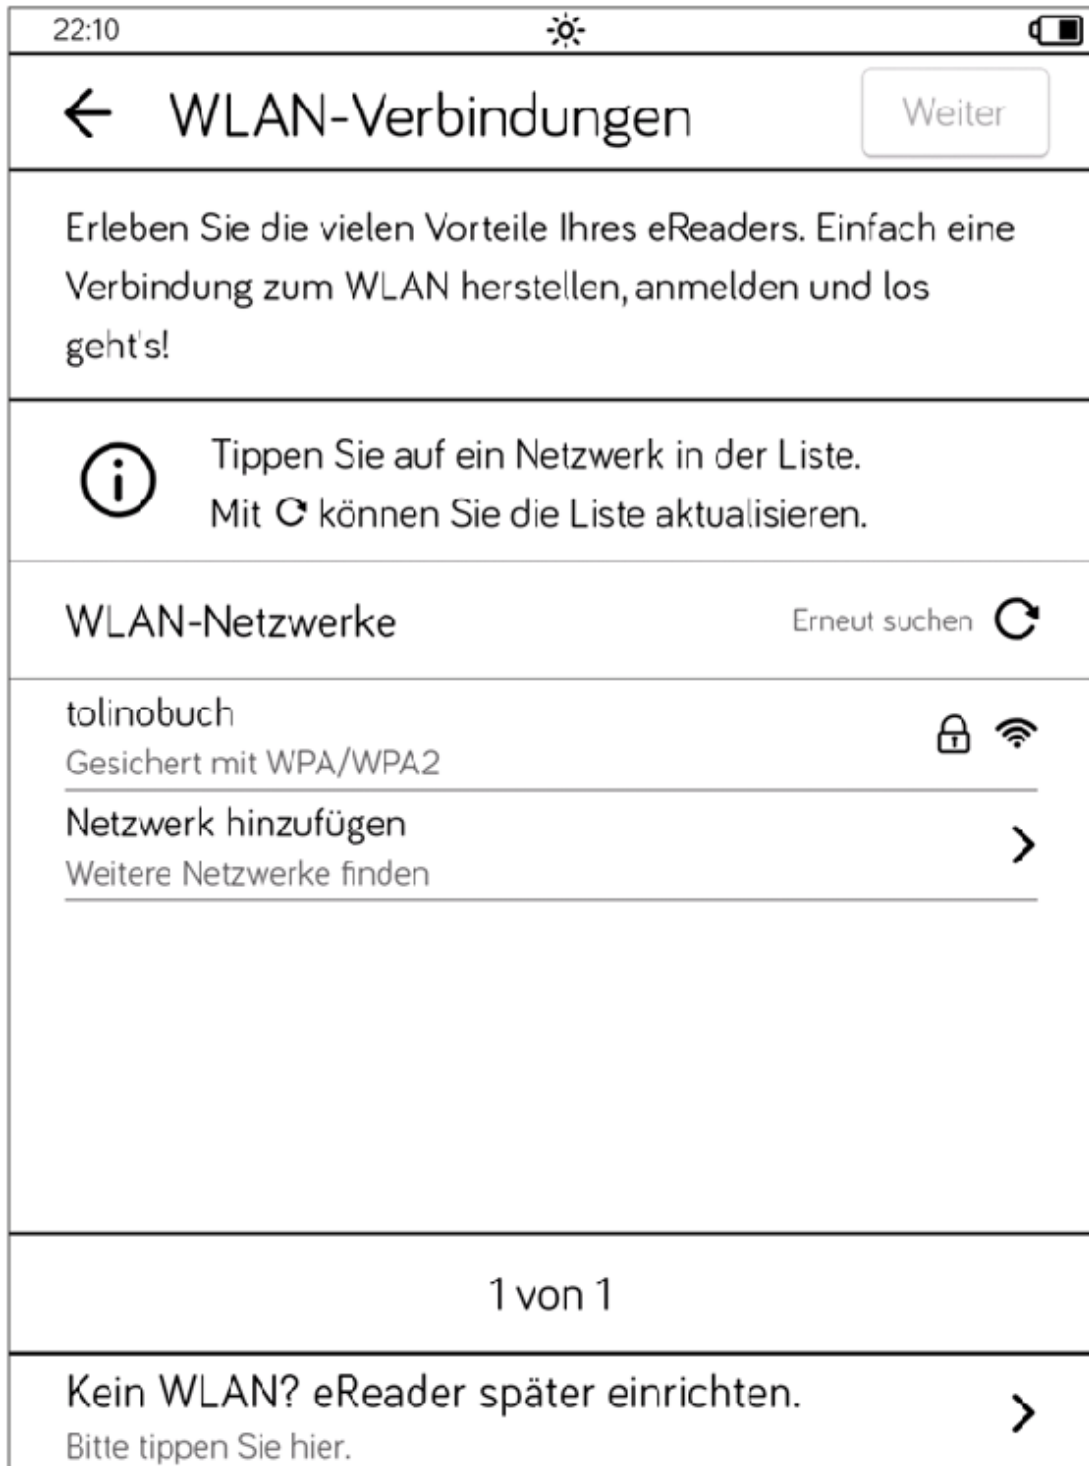 22:10
WLAN-Verbindungen
Weiter
Erleben Sie die vielen Vorteile Ihres eReaders. Einfach eine
Verbindung zum WLAN herstellen, anmelden und los
geht's!
Tippen Sie auf ein Netzwerk in der Liste.
Mit ⟳ können Sie die Liste aktualisieren.
WLAN-Netzwerke
Erneut suchen
tolinobuch
Gesichert mit WPA/WPA2
Netzwerk hinzufügen
Weitere Netzwerke finden
1 von 1
Kein WLAN? eReader später einrichten.
Bitte tippen Sie hier.